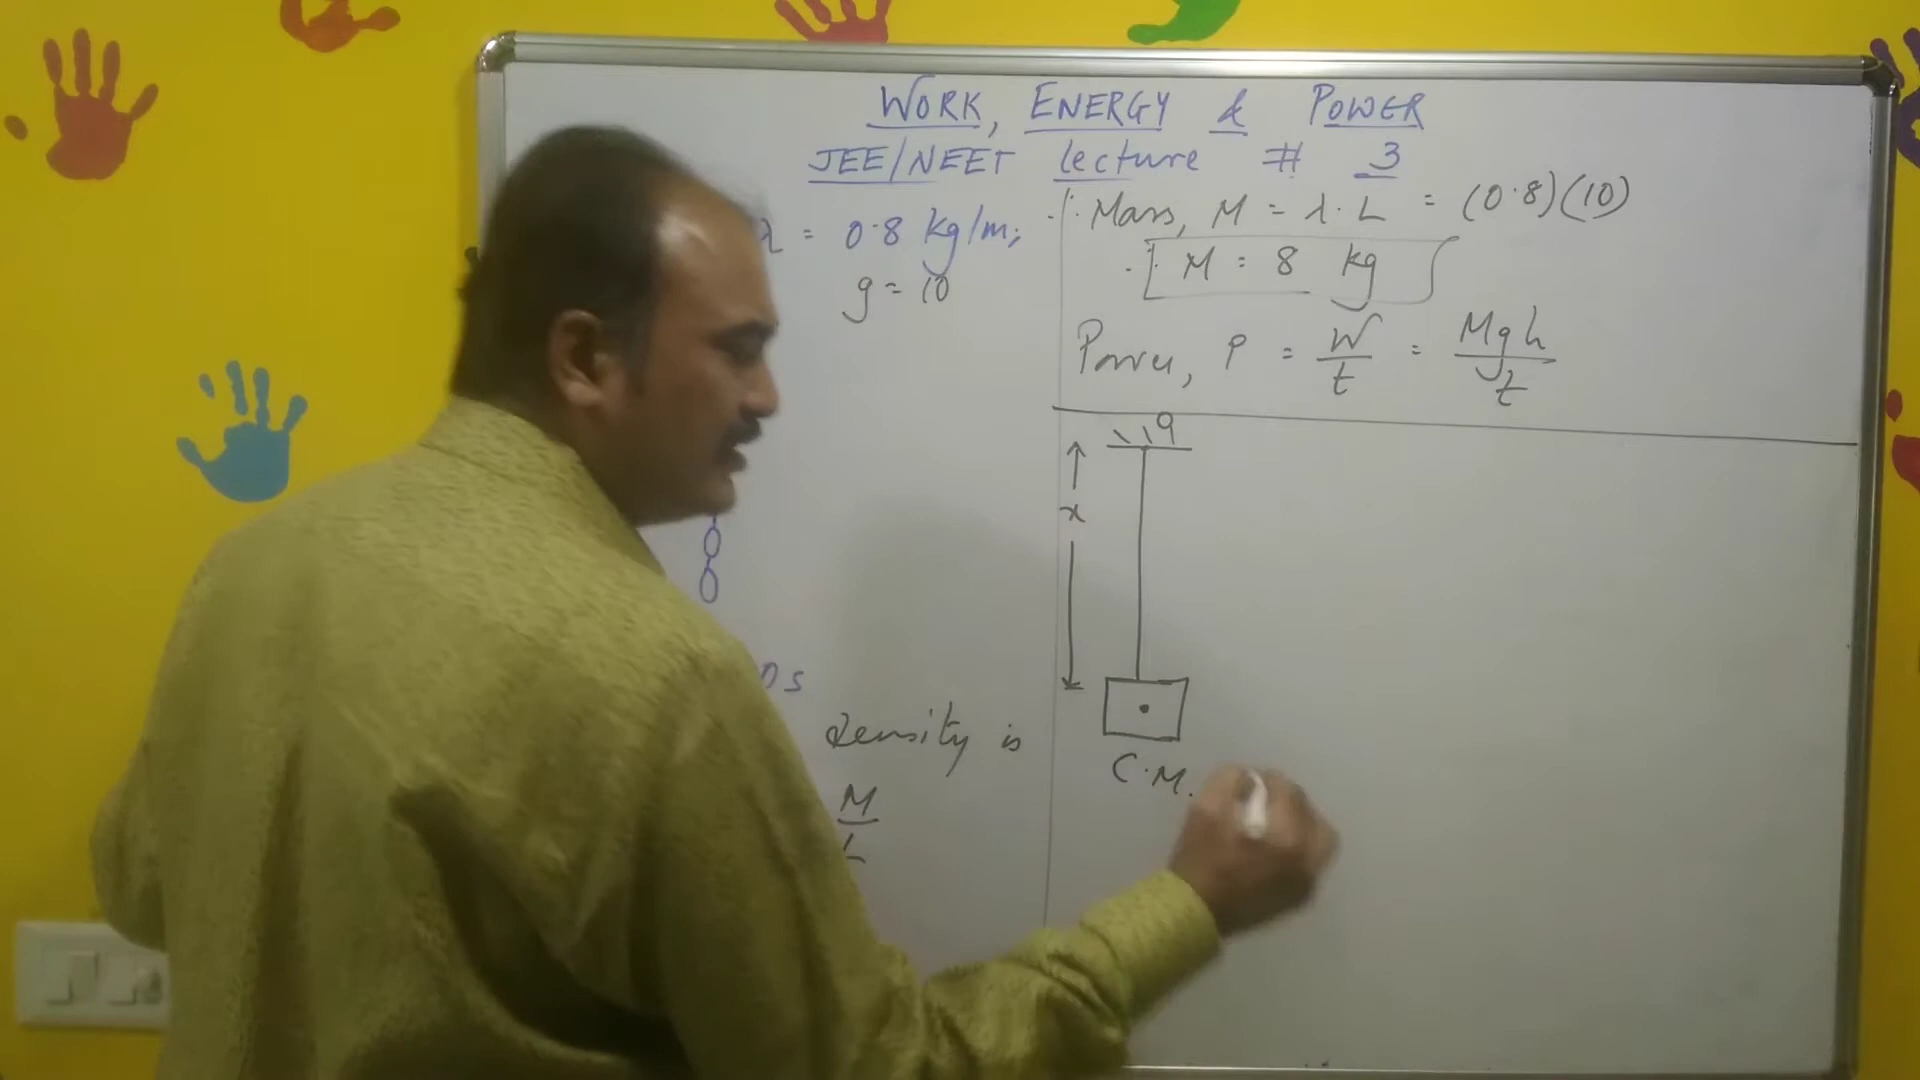 WORK, ENERGY & POWER
JEE/NEET lecture # 3
λ = 0.8 kg/m;
g = 10
∴ Mass, M = λ. L = (0.8)(10)
∴ M = 8 kg
Power, P = W/t = Mgh/t
x
C.M.
density is
M/L